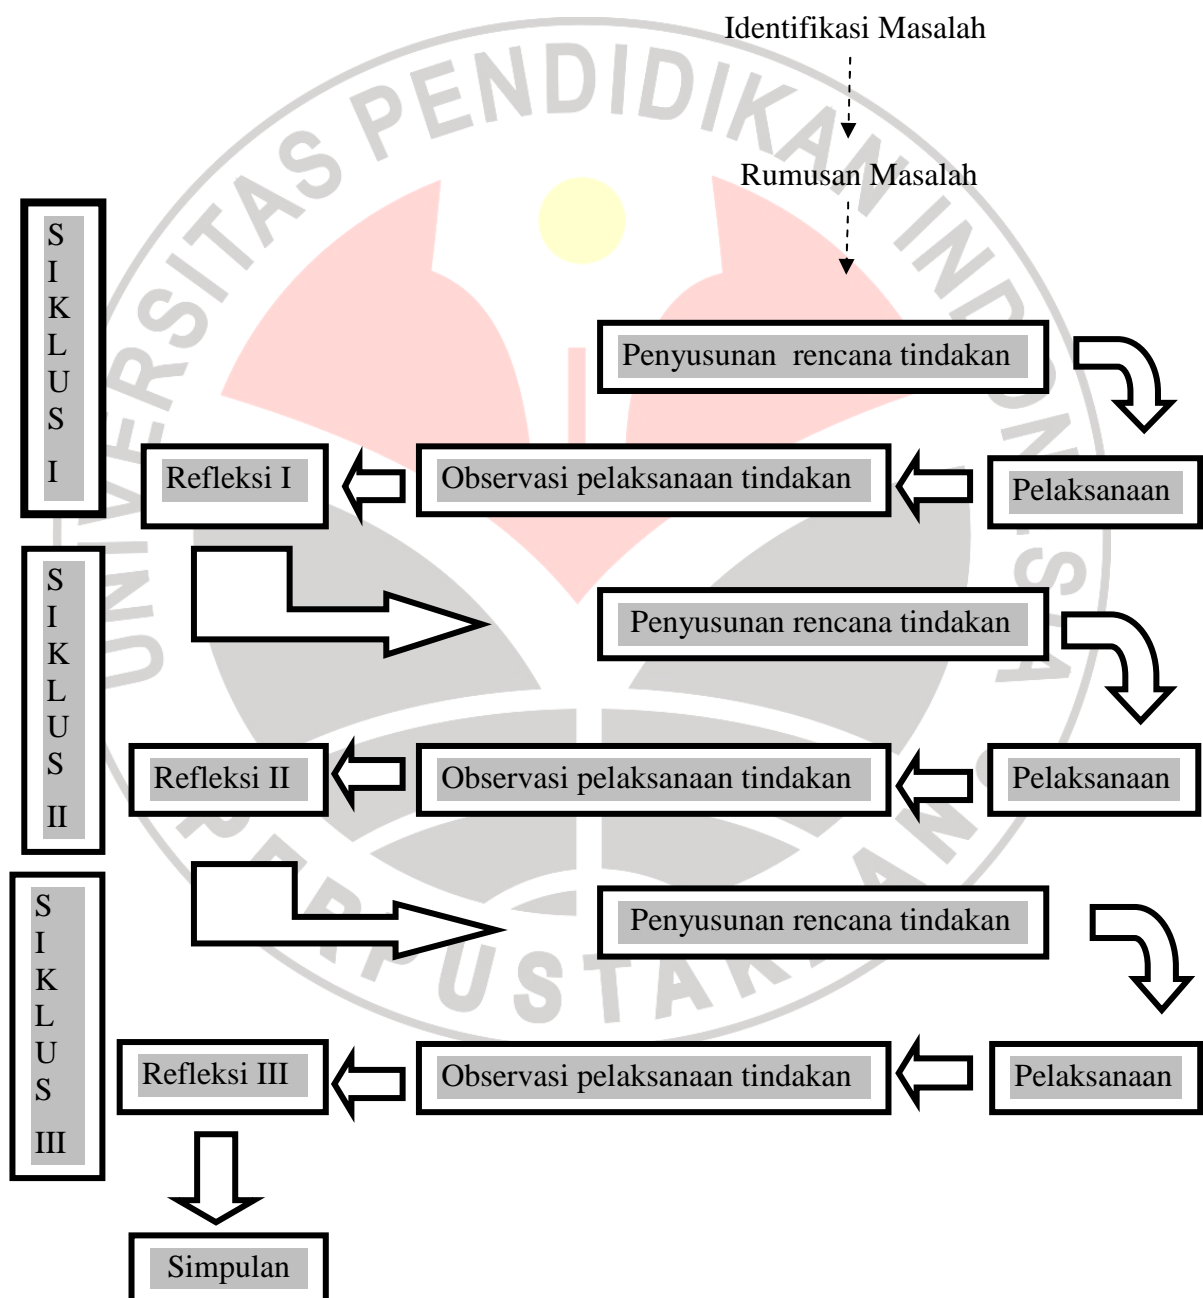 Identifikasi Masalah
Rumusan Masalah
SIKLUS I
Penyusunan rencana tindakan
Refleksi I
Observasi pelaksanaan tindakan
Pelaksanaan
SIKLUS II
Penyusunan rencana tindakan
Refleksi II
Observasi pelaksanaan tindakan
Pelaksanaan
SIKLUS III
Penyusunan rencana tindakan
Refleksi III
Observasi pelaksanaan tindakan
Pelaksanaan
Simpulan
UNIVERSITAS PENDIDIKAN INDONESIA
PERPUSTAKAAN